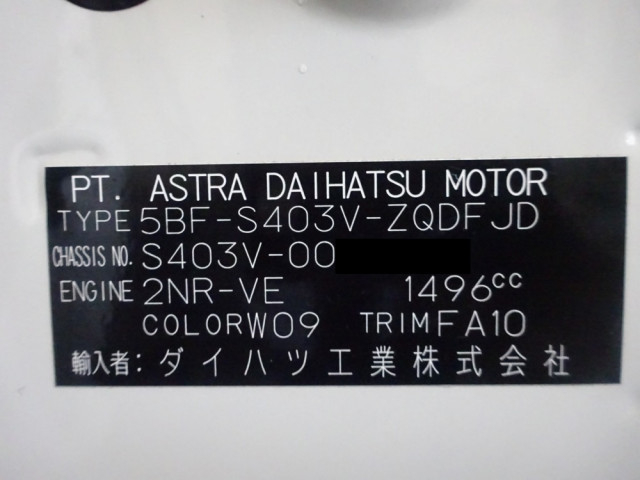 PT. ASTRA DAIHATSU MOTOR
TYPE 5BF-S403V-ZQDFJD
CHASSIS NO. S403V-00
ENGINE 2NR-VE 1496cc
COLOR W09 TRIM FA10
輸入者: ダイハツ工業株式会社